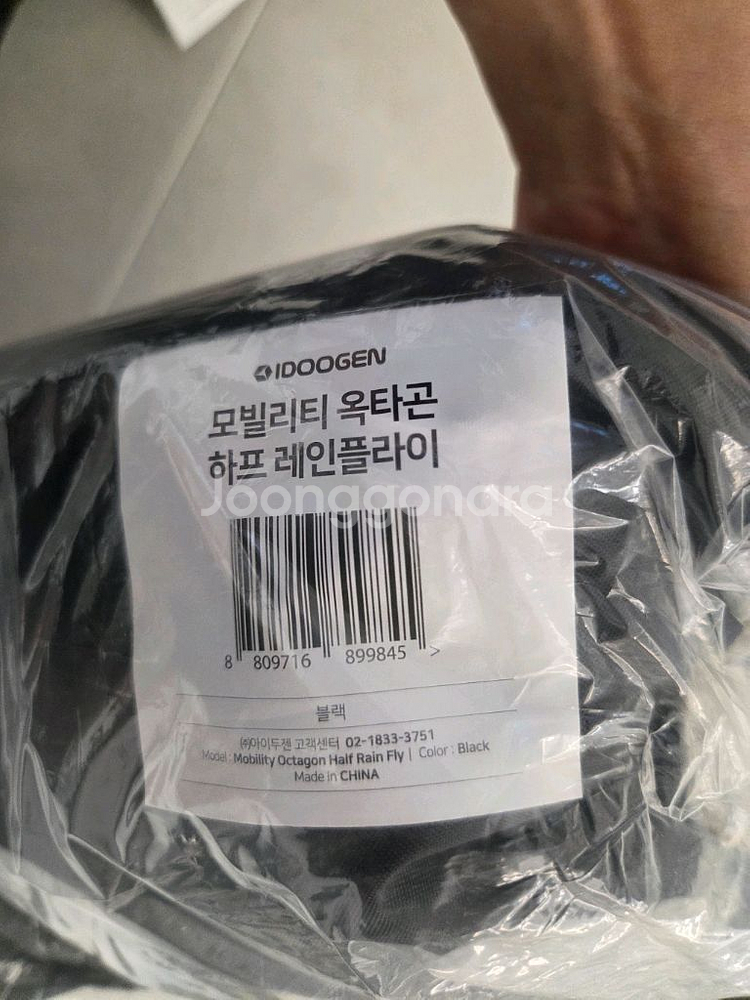 IDOOGEN
모빌리티 옥타곤
하프 레인플라이
Joonggonara
8 809716 899845 >
블랙
㈜아이두젠 고객센터 02-1833-3751
Model : Mobility Octagon Half Rain Fly | Color : Black
Made in CHINA